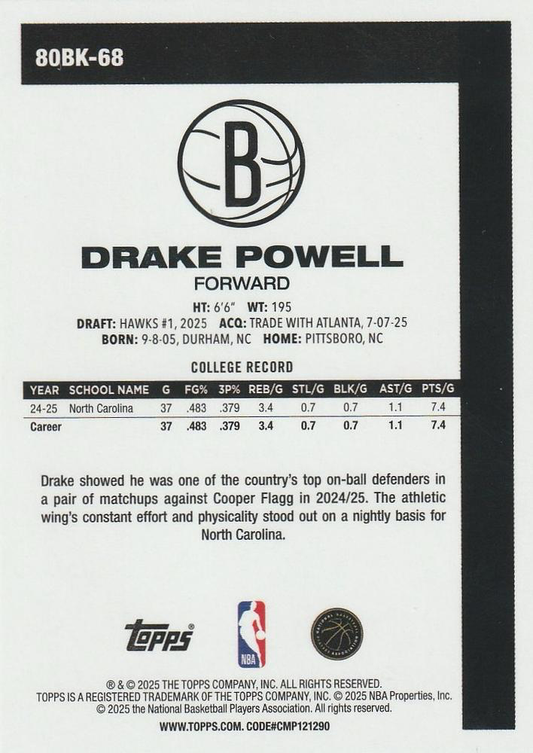 80BK-68
B
DRAKE POWELL
FORWARD
HT: 6'6" WT: 195
DRAFT: HAWKS #1, 2025 ACQ: TRADE WITH ATLANTA, 7-07-25
BORN: 9-8-05, DURHAM, NC HOME: PITTSBORO, NC
COLLEGE RECORD
YEAR SCHOOL NAME G FG% 3P% REB/G STL/G BLK/G AST/G PTS/G
24-25 North Carolina 37 .483 .379 3.4 0.7 0.7 1.1 7.4
Career 37 .483 .379 3.4 0.7 0.7 1.1 7.4
Drake showed he was one of the country's top on-ball defenders in
a pair of matchups against Cooper Flagg in 2024/25. The athletic
wing's constant effort and physicality stood out on a nightly basis for
North Carolina.
topps®
NBA
® & © 2025 THE TOPPS COMPANY, INC. ALL RIGHTS RESERVED.
TOPPS IS A REGISTERED TRADEMARK OF THE TOPPS COMPANY, INC. © 2025 NBA Properties, Inc.
© 2025 the National Basketball Players Association. All rights reserved.
WWW.TOPPS.COM. CODE#CMP121290